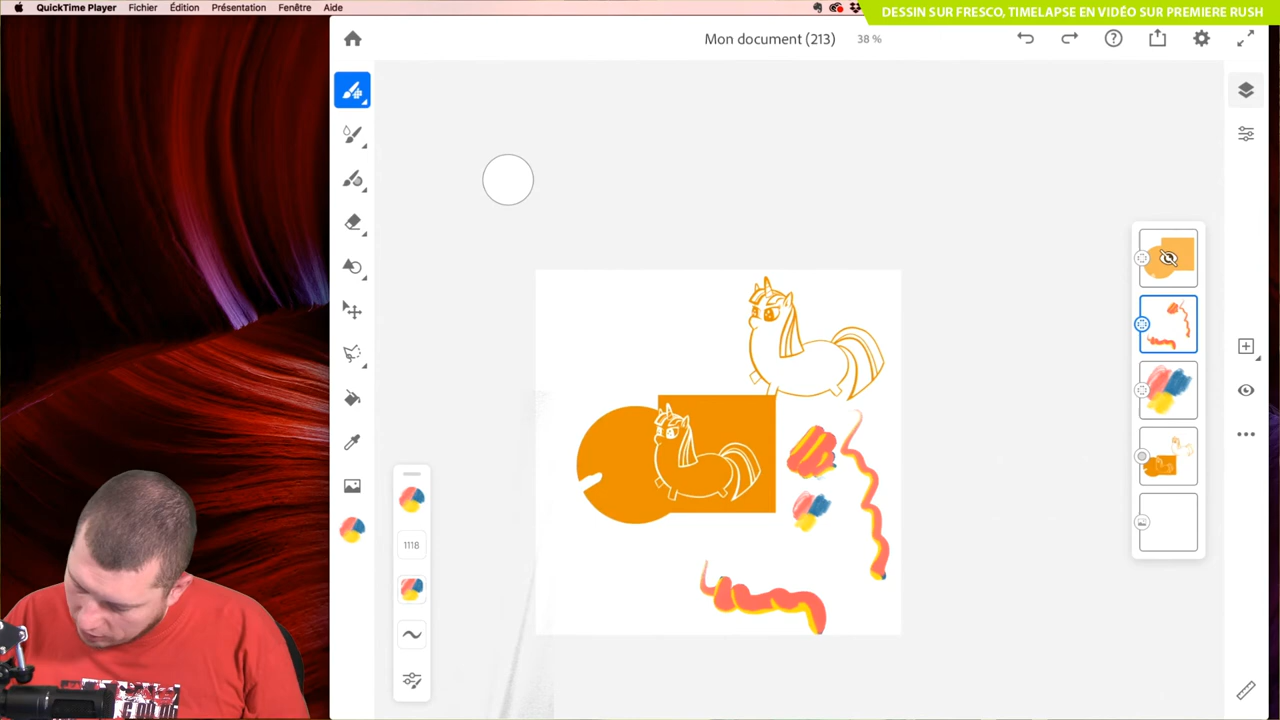 QuickTime Player Fichier Édition Présentation Fenêtre Aide
DESSIN SUR FRESCO, TIMELAPSE EN VIDÉO SUR PREMIERE RUSH
Mon document (213) 38 %
1118